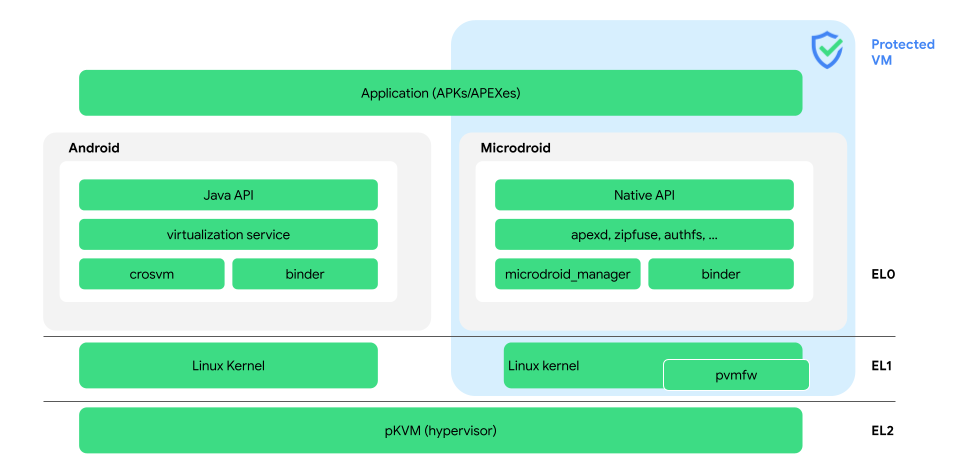 Protected
VM
Application (APKs/APEXes)
Android
Microdroid
Java API
Native API
virtualization service
apexd, zipfuse, authfs, ...
crosvm
binder
microdroid_manager
binder
EL0
Linux Kernel
Linux kernel
pvmfw
EL1
pKVM (hypervisor)
EL2